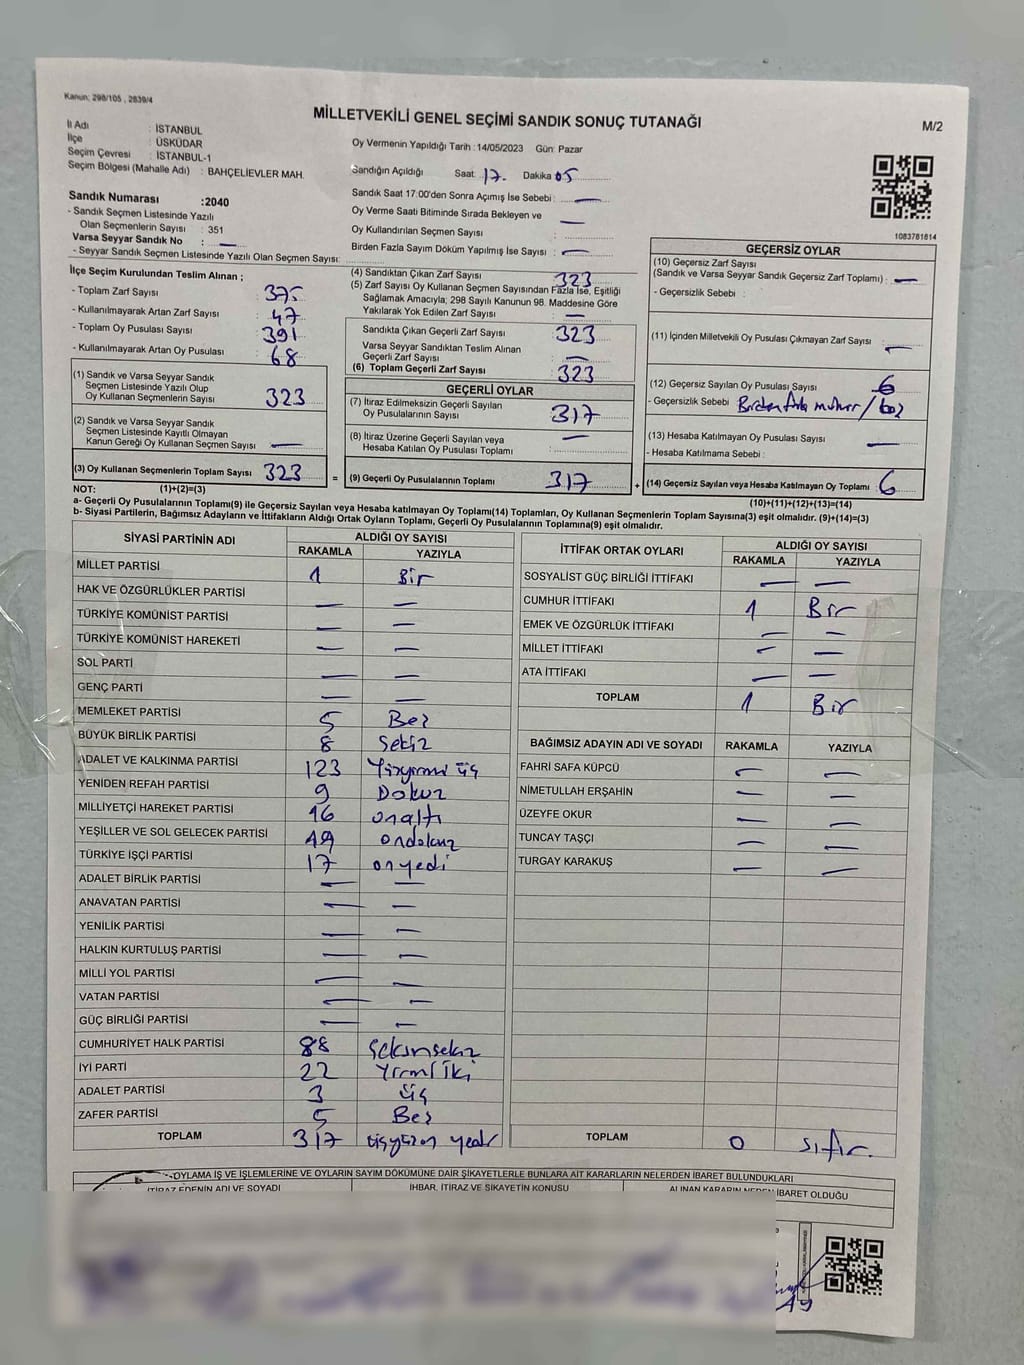 Kanun: 298/105 , 2839/4
MİLLETVEKİLİ GENEL SEÇİMİ SANDIK SONUÇ TUTANAĞI
M/2
İl Adı : İSTANBUL
İlçe : ÜSKÜDAR
Seçim Çevresi : İSTANBUL-1
Seçim Bölgesi (Mahalle Adı) : BAHÇELİEVLER MAH.
Oy Vermenin Yapıldığı Tarih : 14/05/2023 Gün: Pazar
Sandığın Açıldığı Saat 17. Dakika 05
Sandık Saat 17:00'den Sonra Açımış İse Sebebi : —
Oy Verme Saati Bitiminde Sırada Bekleyen ve —
Oy Kullandırılan Seçmen Sayısı :
Birden Fazla Sayım Döküm Yapılmış İse Sayısı : —
1083781814
Sandık Numarası :2040
- Sandık Seçmen Listesinde Yazılı
Olan Seçmenlerin Sayısı : 351
Varsa Seyyar Sandık No : —
- Seyyar Sandık Seçmen Listesinde Yazılı Olan Seçmen Sayısı:
İlçe Seçim Kurulundan Teslim Alınan ;
- Toplam Zarf Sayısı : 375
- Kullanılmayarak Artan Zarf Sayısı : 47
- Toplam Oy Pusulası Sayısı : 391
- Kullanılmayarak Artan Oy Pusulası : 68
(1) Sandık ve Varsa Seyyar Sandık
Seçmen Listesinde Yazılı Olup
Oy Kullanan Seçmenlerin Sayısı 323
(2) Sandık ve Varsa Seyyar Sandık
Seçmen Listesinde Kayıtlı Olmayan
Kanun Gereği Oy Kullanan Seçmen Sayısı —
(3) Oy Kullanan Seçmenlerin Toplam Sayısı 323 =
(4) Sandıktan Çıkan Zarf Sayısı 323
(5) Zarf Sayısı Oy Kullanan Seçmen Sayısından Fazla İse, Eşitliği
Sağlamak Amacıyla; 298 Sayılı Kanunun 98. Maddesine Göre
Yakılarak Yok Edilen Zarf Sayısı —
Sandıkta Çıkan Geçerli Zarf Sayısı 323
Varsa Seyyar Sandıktan Teslim Alınan
Geçerli Zarf Sayısı —
(6) Toplam Geçerli Zarf Sayısı 323
GEÇERLİ OYLAR
(7) İtiraz Edilmeksizin Geçerli Sayılan
Oy Pusulalarının Sayısı : 317
(8) İtiraz Üzerine Geçerli Sayılan veya —
Hesaba Katılan Oy Pusulası Toplamı :
(9) Geçerli Oy Pusulalarının Toplamı 317 +
GEÇERSİZ OYLAR
(10) Geçersiz Zarf Sayısı
(Sandık ve Varsa Seyyar Sandık Geçersiz Zarf Toplamı) : —
- Geçersizlik Sebebi :
(11) İçinden Milletvekili Oy Pusulası Çıkmayan Zarf Sayısı : —
(12) Geçersiz Sayılan Oy Pusulası Sayısı : 6
- Geçersizlik Sebebi Birden fazla mühür / boş
(13) Hesaba Katılmayan Oy Pusulası Sayısı : —
- Hesaba Katılmama Sebebi :
(14) Geçersiz Sayılan veya Hesaba Katılmayan Oy Toplamı : 6
NOT: (1)+(2)=(3)
(10)+(11)+(12)+(13)=(14)
a- Geçerli Oy Pusulaları Toplamı(9) ile Geçersiz Sayılan veya Hesaba katılmayan Oy Toplamı(14) Toplamları, Oy Kullanan Seçmenlerin Toplam Sayısına(3) eşit olmalıdır. (9)+(14)=(3)
b- Siyasi Partilerin, Bağımsız Adayların ve İttifakların Aldığı Ortak Oyların Toplamı, Geçerli Oy Pusulalarının Toplamına(9) eşit olmalıdır.
SİYASİ PARTİNİN ADI ALDIĞI OY SAYISI
RAKAMLA YAZIYLA
MİLLET PARTİSİ 1 Bir
HAK VE ÖZGÜRLÜKLER PARTİSİ — —
TÜRKİYE KOMÜNİST PARTİSİ — —
TÜRKİYE KOMÜNİST HAREKETİ — —
SOL PARTİ — —
GENÇ PARTİ — —
MEMLEKET PARTİSİ 5 Beş
BÜYÜK BİRLİK PARTİSİ 8 Sekiz
ADALET VE KALKINMA PARTİSİ 123 Yüzyirmi üç
YENİDEN REFAH PARTİSİ 9 Dokuz
MİLLİYETÇİ HAREKET PARTİSİ 16 onaltı
YEŞİLLER VE SOL GELECEK PARTİSİ 19 ondokuz
TÜRKİYE İŞÇİ PARTİSİ 17 onyedi
ADALET BİRLİK PARTİSİ — —
ANAVATAN PARTİSİ — —
YENİLİK PARTİSİ — —
HALKIN KURTULUŞ PARTİSİ — —
MİLLİ YOL PARTİSİ — —
VATAN PARTİSİ — —
GÜÇ BİRLİĞİ PARTİSİ — —
CUMHURİYET HALK PARTİSİ 88 Seksensekiz
İYİ PARTİ 22 Yirmi iki
ADALET PARTİSİ 3 üç
ZAFER PARTİSİ 5 Beş
TOPLAM 317 üçyüzon yedi
İTTİFAK ORTAK OYLARI ALDIĞI OY SAYISI
RAKAMLA YAZIYLA
SOSYALİST GÜÇ BİRLİĞİ İTTİFAKI — —
CUMHUR İTTİFAKI 1 Bir
EMEK VE ÖZGÜRLÜK İTTİFAKI — —
MİLLET İTTİFAKI — —
ATA İTTİFAKI — —
TOPLAM 1 Bir
BAĞIMSIZ ADAYIN ADI VE SOYADI RAKAMLA YAZIYLA
FAHRİ SAFA KÜPCÜ — —
NİMETULLAH ERŞAHİN — —
ÜZEYFE OKUR — —
TUNCAY TAŞÇI — —
TURGAY KARAKUŞ — —
TOPLAM 0 sıfır.
OYLAMA İŞ VE İŞLEMLERİNE VE OYLARIN SAYIM DÖKÜMÜNE DAİR ŞİKAYETLERLE BUNLARA AİT KARARLARIN NELERDEN İBARET BULUNDUKLARI
İTİRAZ EDENİN ADI VE SOYADI İHBAR, İTİRAZ VE ŞİKAYETİN KONUSU ALINAN KARARIN NEDEN İBARET OLDUĞU